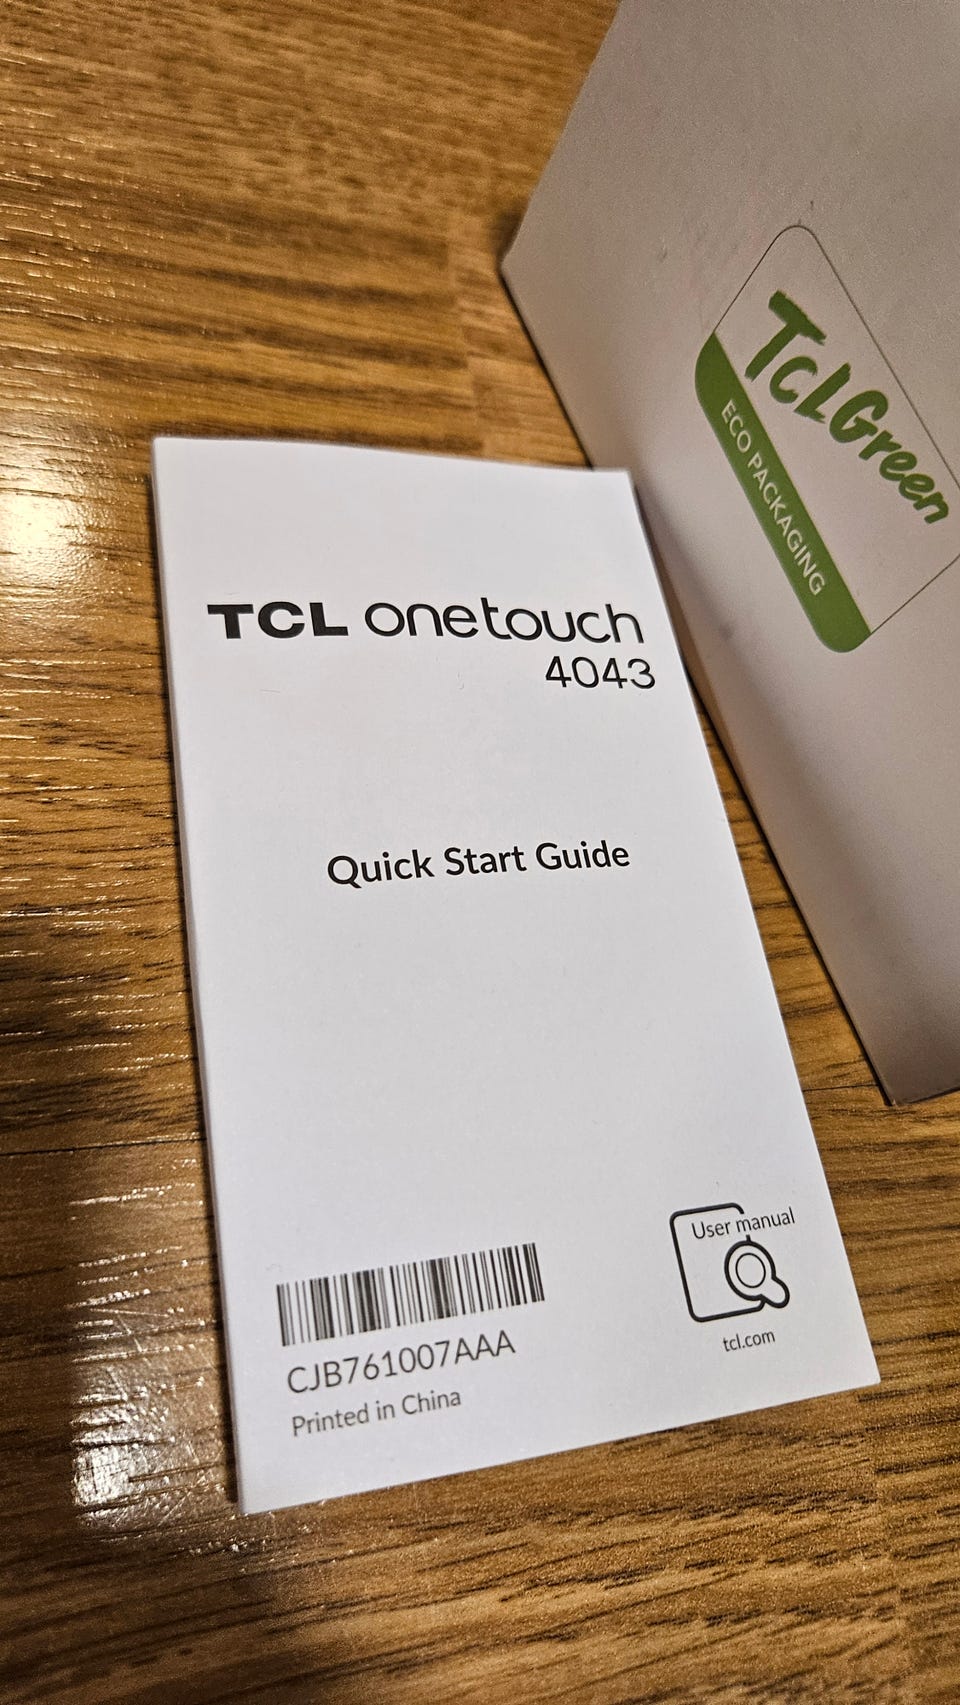 TCL onetouch
4043
Quick Start Guide
CJB761007AAA
Printed in China
User manual
tcl.com
TCLGreen
ECO PACKAGING